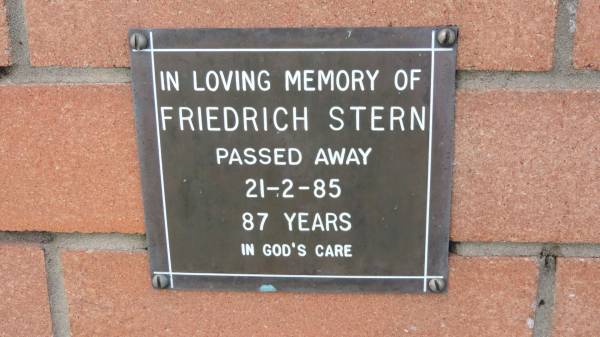 IN LOVING MEMORY OF
FRIEDRICH STERN
PASSED AWAY
21-2-85
87 YEARS
IN GOD'S CARE